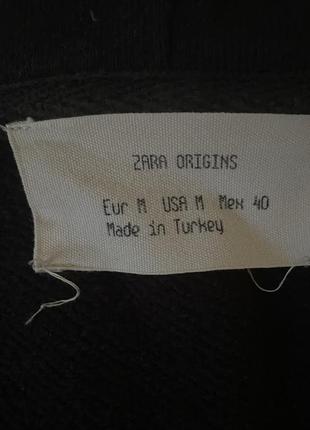 ZARA ORIGINS
Eur M USA M Mex 40
Made in Turkey